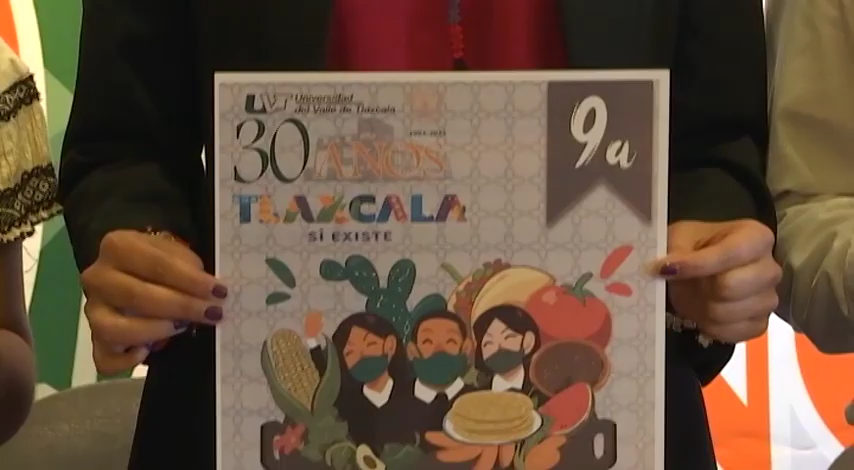 UVT Universidad
del Valle de Tlaxcala
30 AÑOS
TLAXCALA
SÍ EXISTE
9a